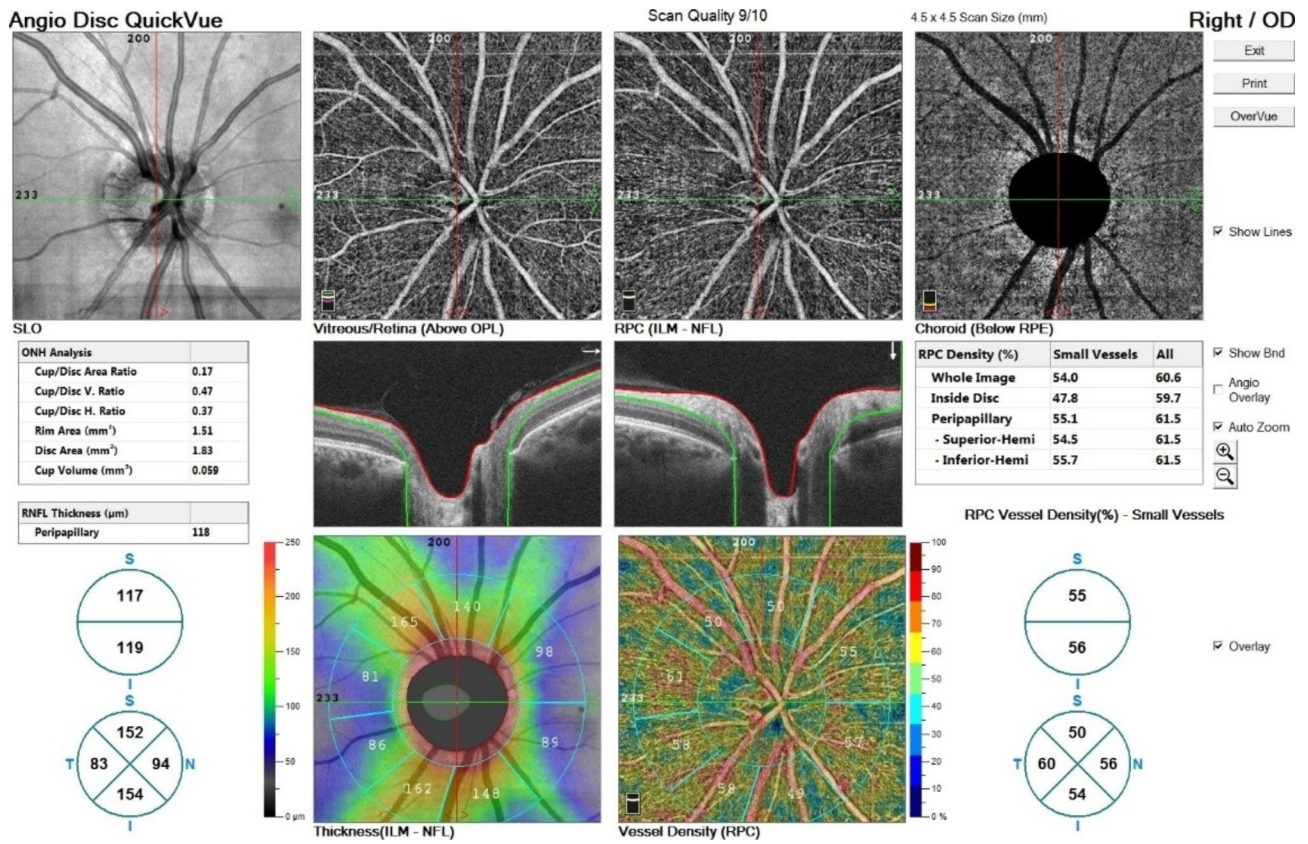 Angio Disc QuickVue
Scan Quality 9/10
4.5 x 4.5 Scan Size (mm)
Right / OD
200
200
200
200
233
233
233
233
Exit
Print
OverVue
Show Lines
SLO
Vitreous/Retina (Above OPL)
RPC (ILM - NFL)
Choroid (Below RPE)
ONH Analysis
Cup/Disc Area Ratio 0.17
Cup/Disc V. Ratio 0.47
Cup/Disc H. Ratio 0.37
Rim Area (mm²) 1.51
Disc Area (mm²) 1.83
Cup Volume (mm³) 0.059
RPC Density (%) Small Vessels All
Whole Image 54.0 60.6
Inside Disc 47.8 59.7
Peripapillary 55.1 61.5
- Superior-Hemi 54.5 61.5
- Inferior-Hemi 55.7 61.5
Show Bnd
Angio Overlay
Auto Zoom
RNFL Thickness (µm)
Peripapillary 118
S
117
119
I
S
152
T 83 94 N
154
I
250
200
150
100
50
0 µm
200
140
165
98
81
233
86
89
162
148
Thickness(ILM - NFL)
200
50
50
55
61
233
58
57
58
49
Vessel Density (RPC)
100
90
80
70
60
50
40
30
20
10
0 %
RPC Vessel Density(%) - Small Vessels
S
55
56
I
S
50
T 60 56 N
54
I
Overlay